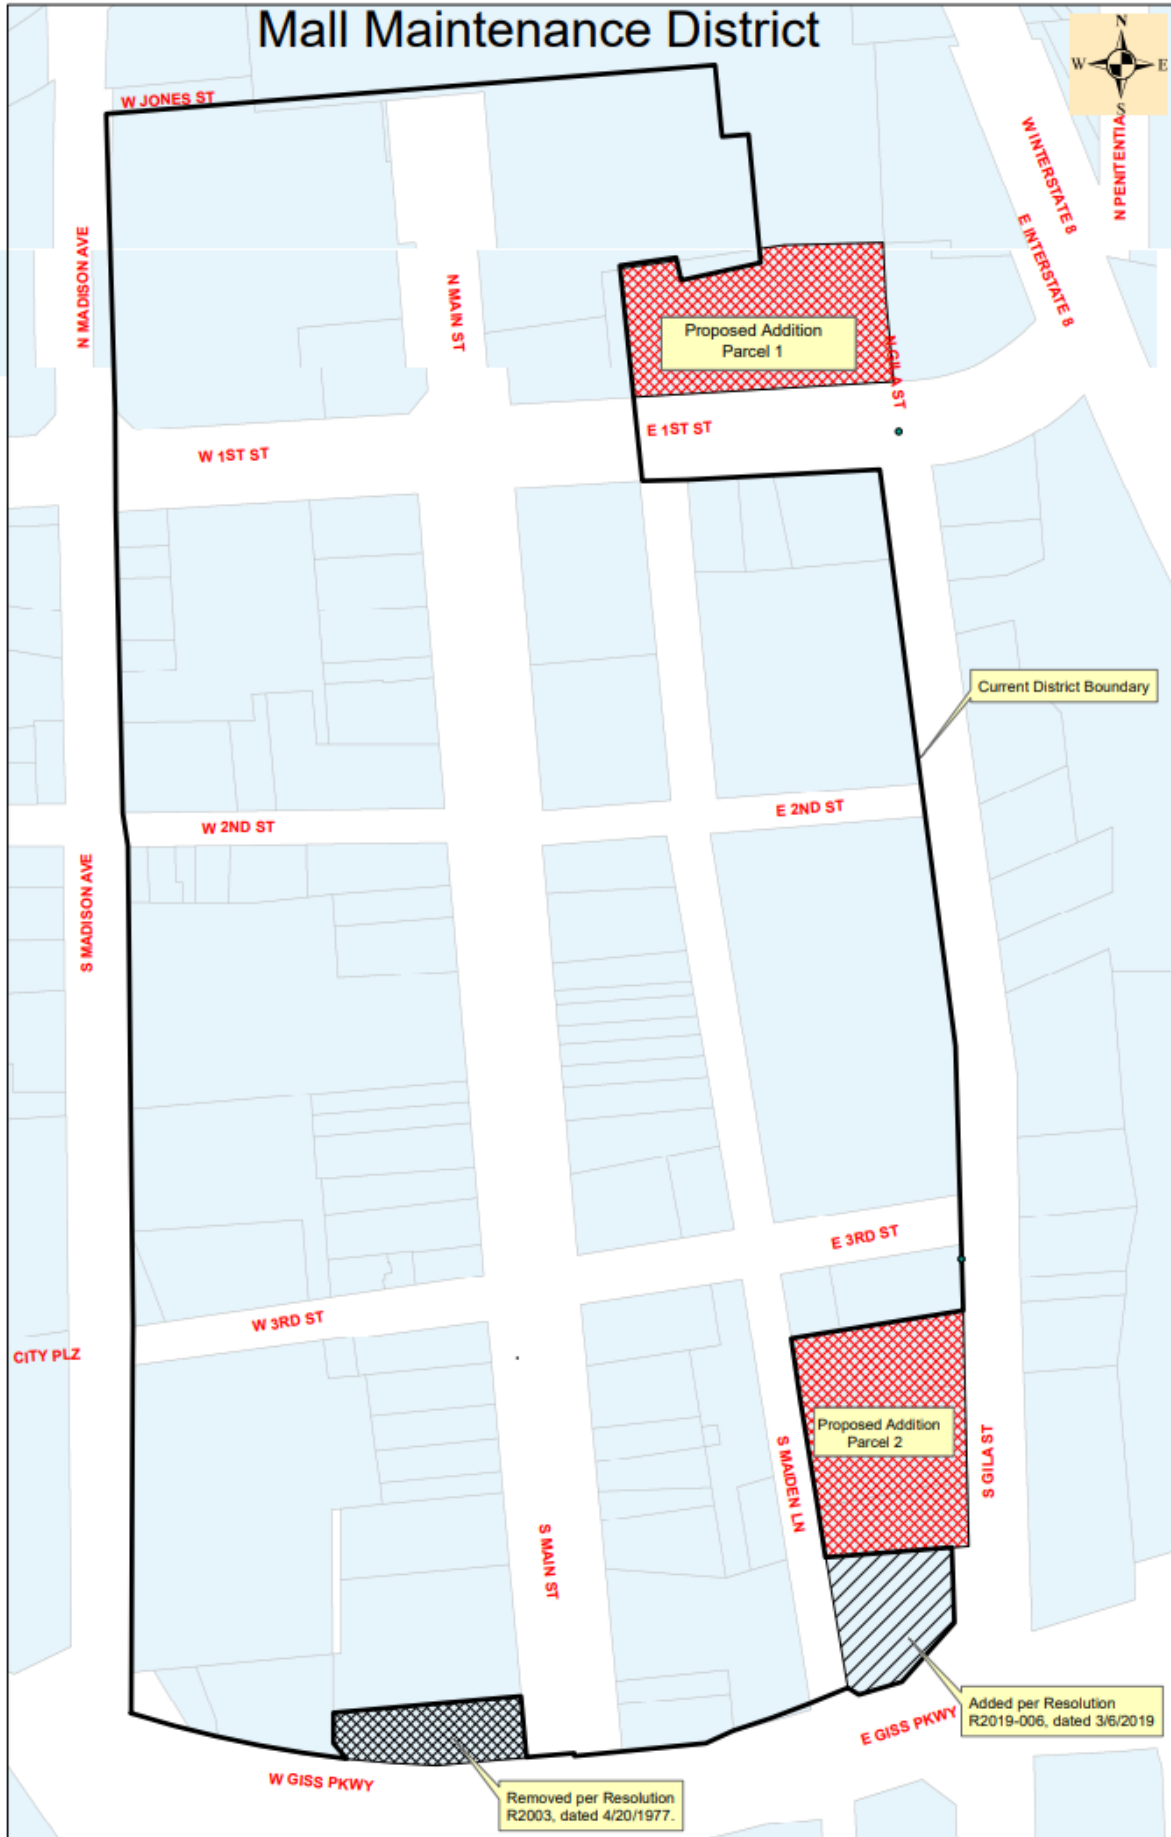 Mall Maintenance District
N
W E
S
W JONES ST
W INTERSTATE 8
N PENITENTIA
E INTERSTATE 8
N MADISON AVE
N MAIN ST
Proposed Addition
Parcel 1
N GILA ST
E 1ST ST
W 1ST ST
Current District Boundary
E 2ND ST
W 2ND ST
S MADISON AVE
E 3RD ST
W 3RD ST
CITY PLZ
Proposed Addition
Parcel 2
S MAIDEN LN
S GILA ST
S MAIN ST
Added per Resolution
R2019-006, dated 3/6/2019
E GISS PKWY
W GISS PKWY
Removed per Resolution
R2003, dated 4/20/1977.